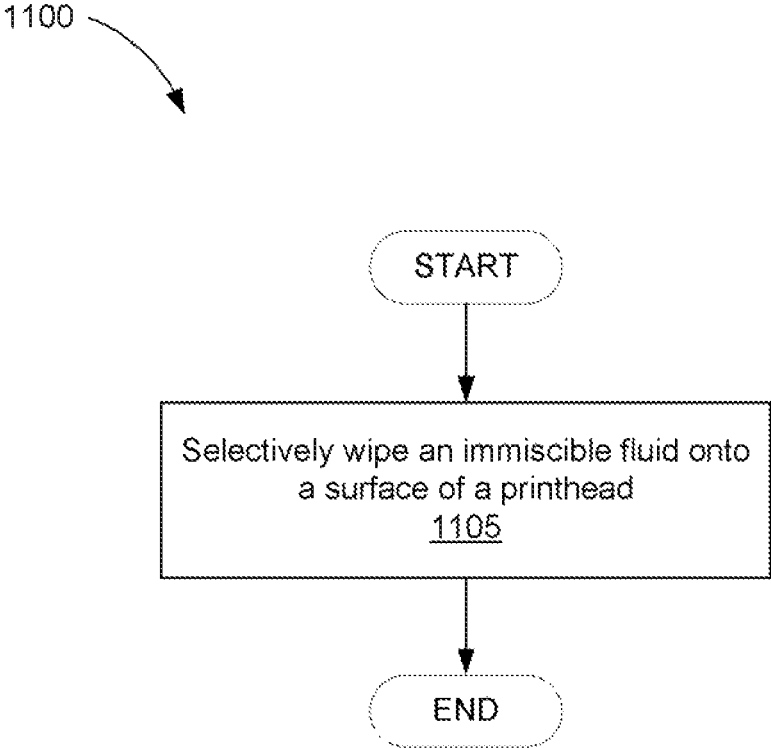 1100
START
Selectively wipe an immiscible fluid onto
a surface of a printhead
1105
END